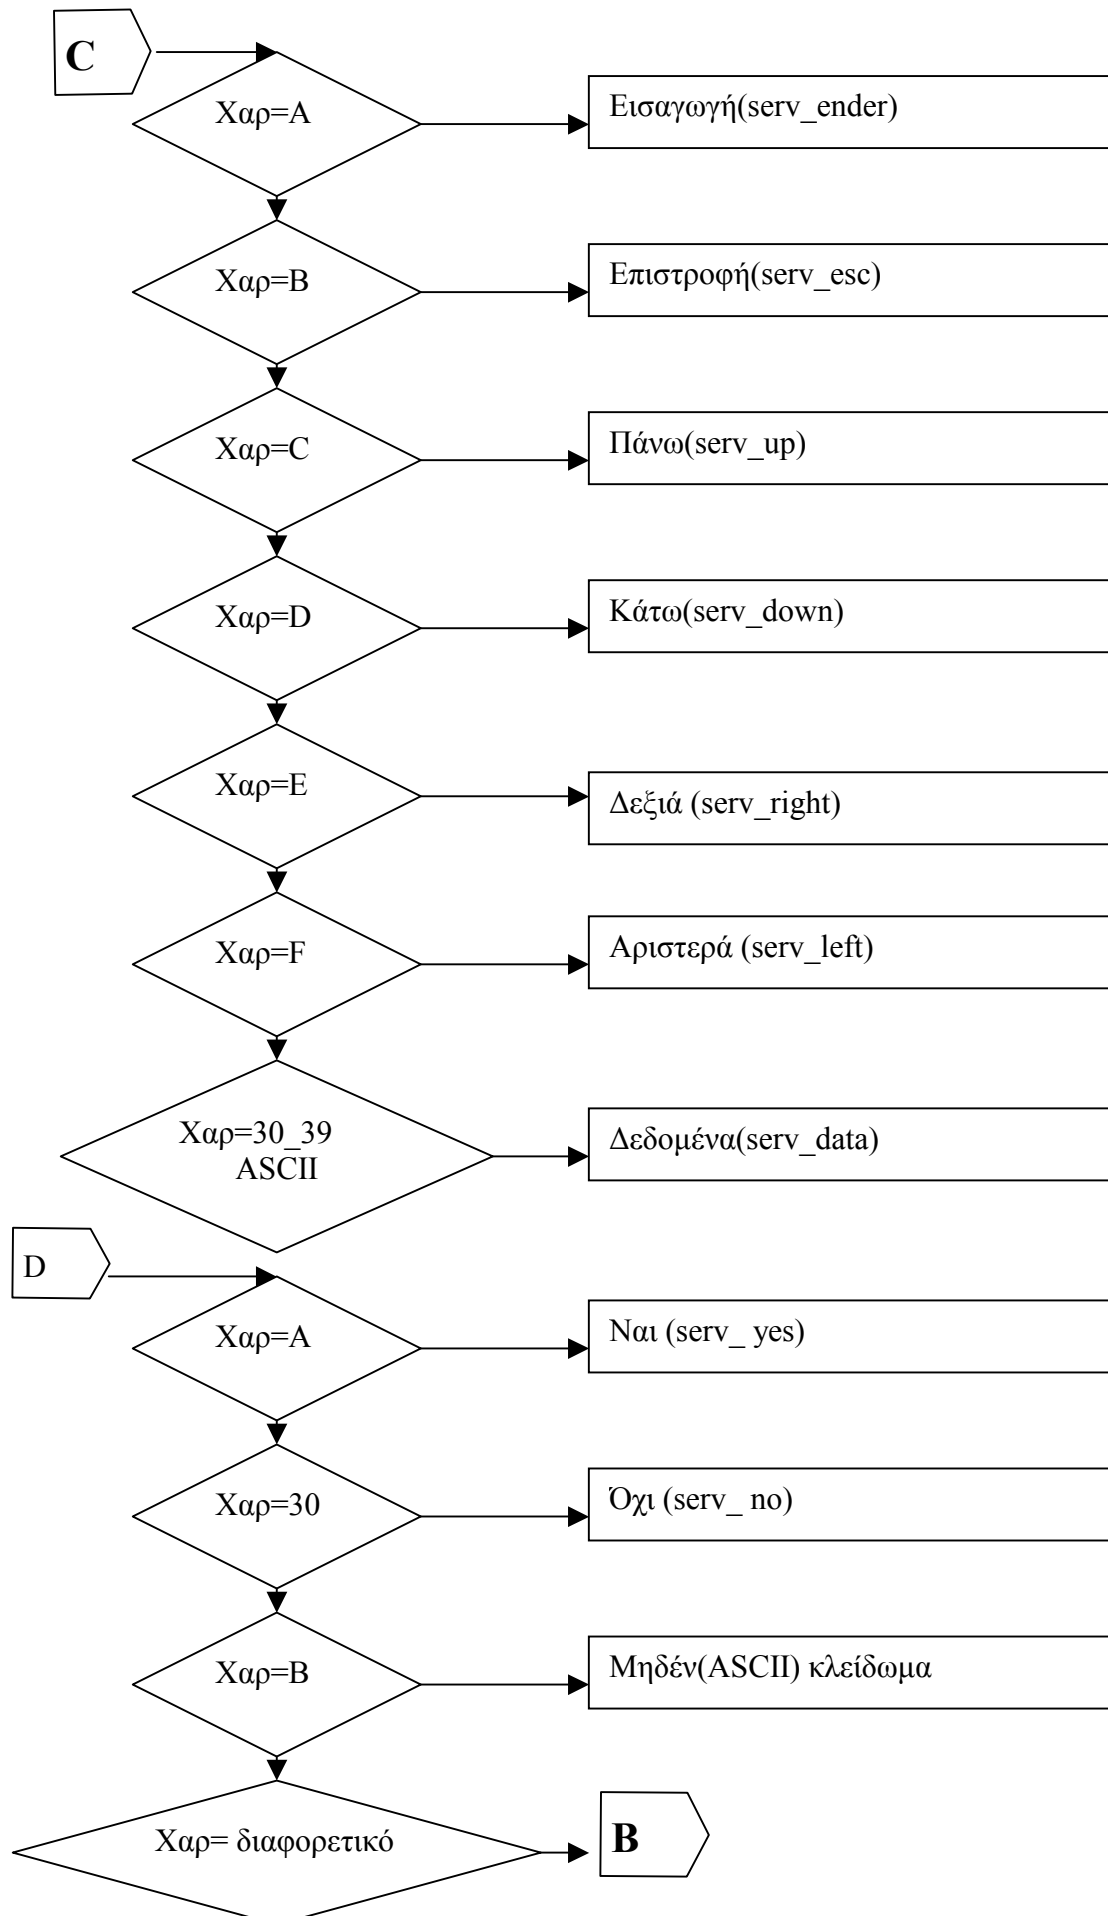 C
Χαρ=Α
Εισαγωγή(serv_ender)
Χαρ=Β
Επιστροφή(serv_esc)
Χαρ=C
Πάνω(serv_up)
Χαρ=D
Κάτω(serv_down)
Χαρ=E
Δεξιά (serv_right)
Χαρ=F
Αριστερά (serv_left)
Χαρ=30_39
ASCII
Δεδομένα(serv_data)
D
Χαρ=Α
Ναι (serv_ yes)
Χαρ=30
Όχι (serv_ no)
Χαρ=Β
Μηδέν(ASCII) κλείδωμα
Χαρ= διαφορετικό
B